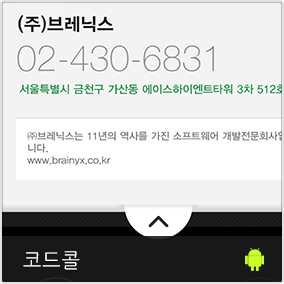 (주)브레닉스
02-430-6831
서울특별시 금천구 가산동 에이스하이엔트타워 3차 512호
㈜브레닉스는 11년의 역사를 가진 소프트웨어 개발전문회사입
니다.
www.brainyx.co.kr
코드콜